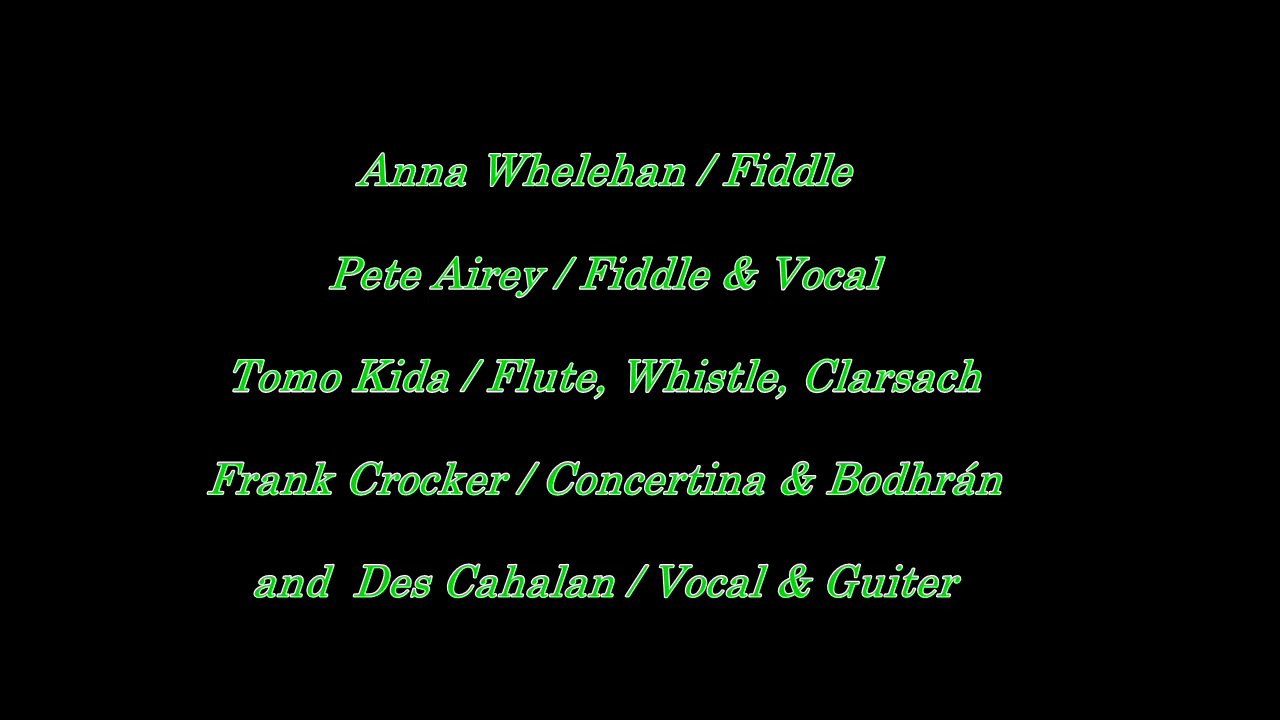 Anna Whelehan / Fiddle
Pete Airey / Fiddle & Vocal
Tomo Kida / Flute, Whistle, Clarsach
Frank Crocker / Concertina & Bodhrán
and Des Cahalan / Vocal & Guiter